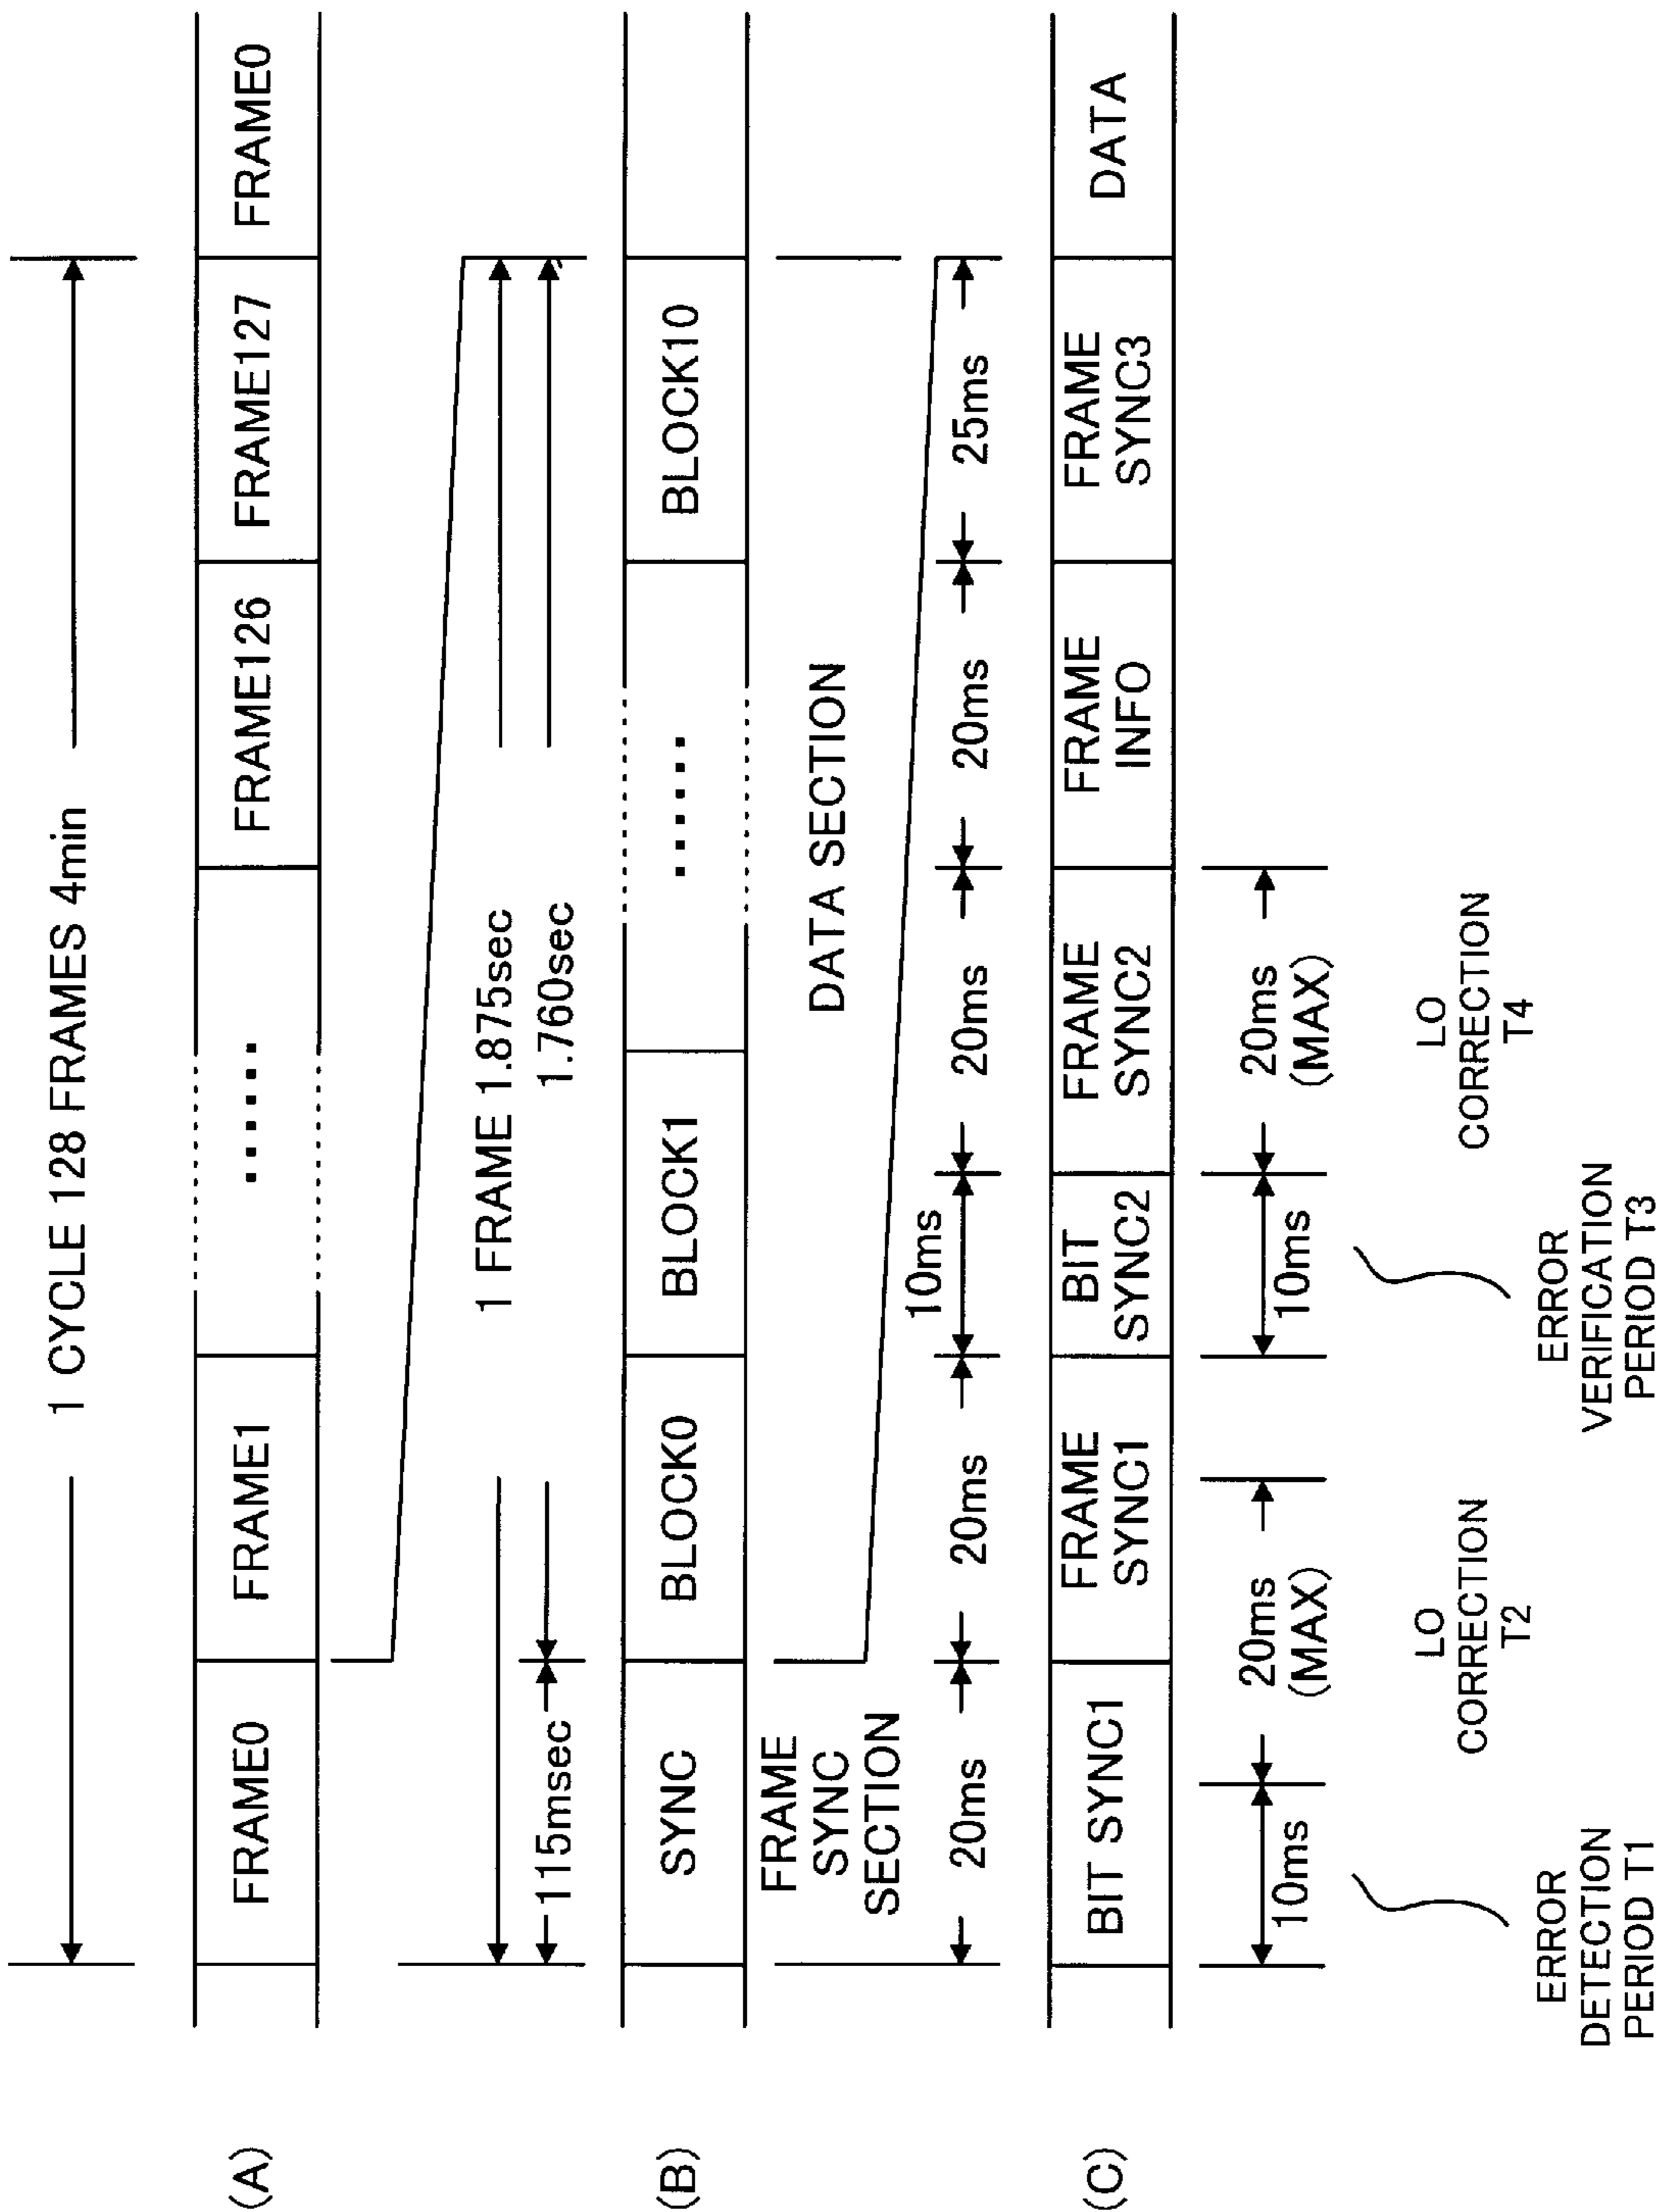 1 CYCLE 128 FRAMES 4min
(A)
FRAME0
FRAME1
......
FRAME126
FRAME127
FRAME0
1 FRAME 1.875sec
115msec
1.760sec
(B)
SYNC
BLOCK0
BLOCK1
......
BLOCK10
FRAME
SYNC
SECTION
DATA SECTION
20ms
20ms
10ms
20ms
20ms
25ms
(C)
BIT SYNC1
FRAME
SYNC1
BIT
SYNC2
FRAME
SYNC2
FRAME
INFO
FRAME
SYNC3
DATA
10ms
20ms
(MAX)
10ms
20ms
(MAX)
LO
CORRECTION
T2
LO
CORRECTION
T4
ERROR
DETECTION
PERIOD T1
ERROR
VERIFICATION
PERIOD T3